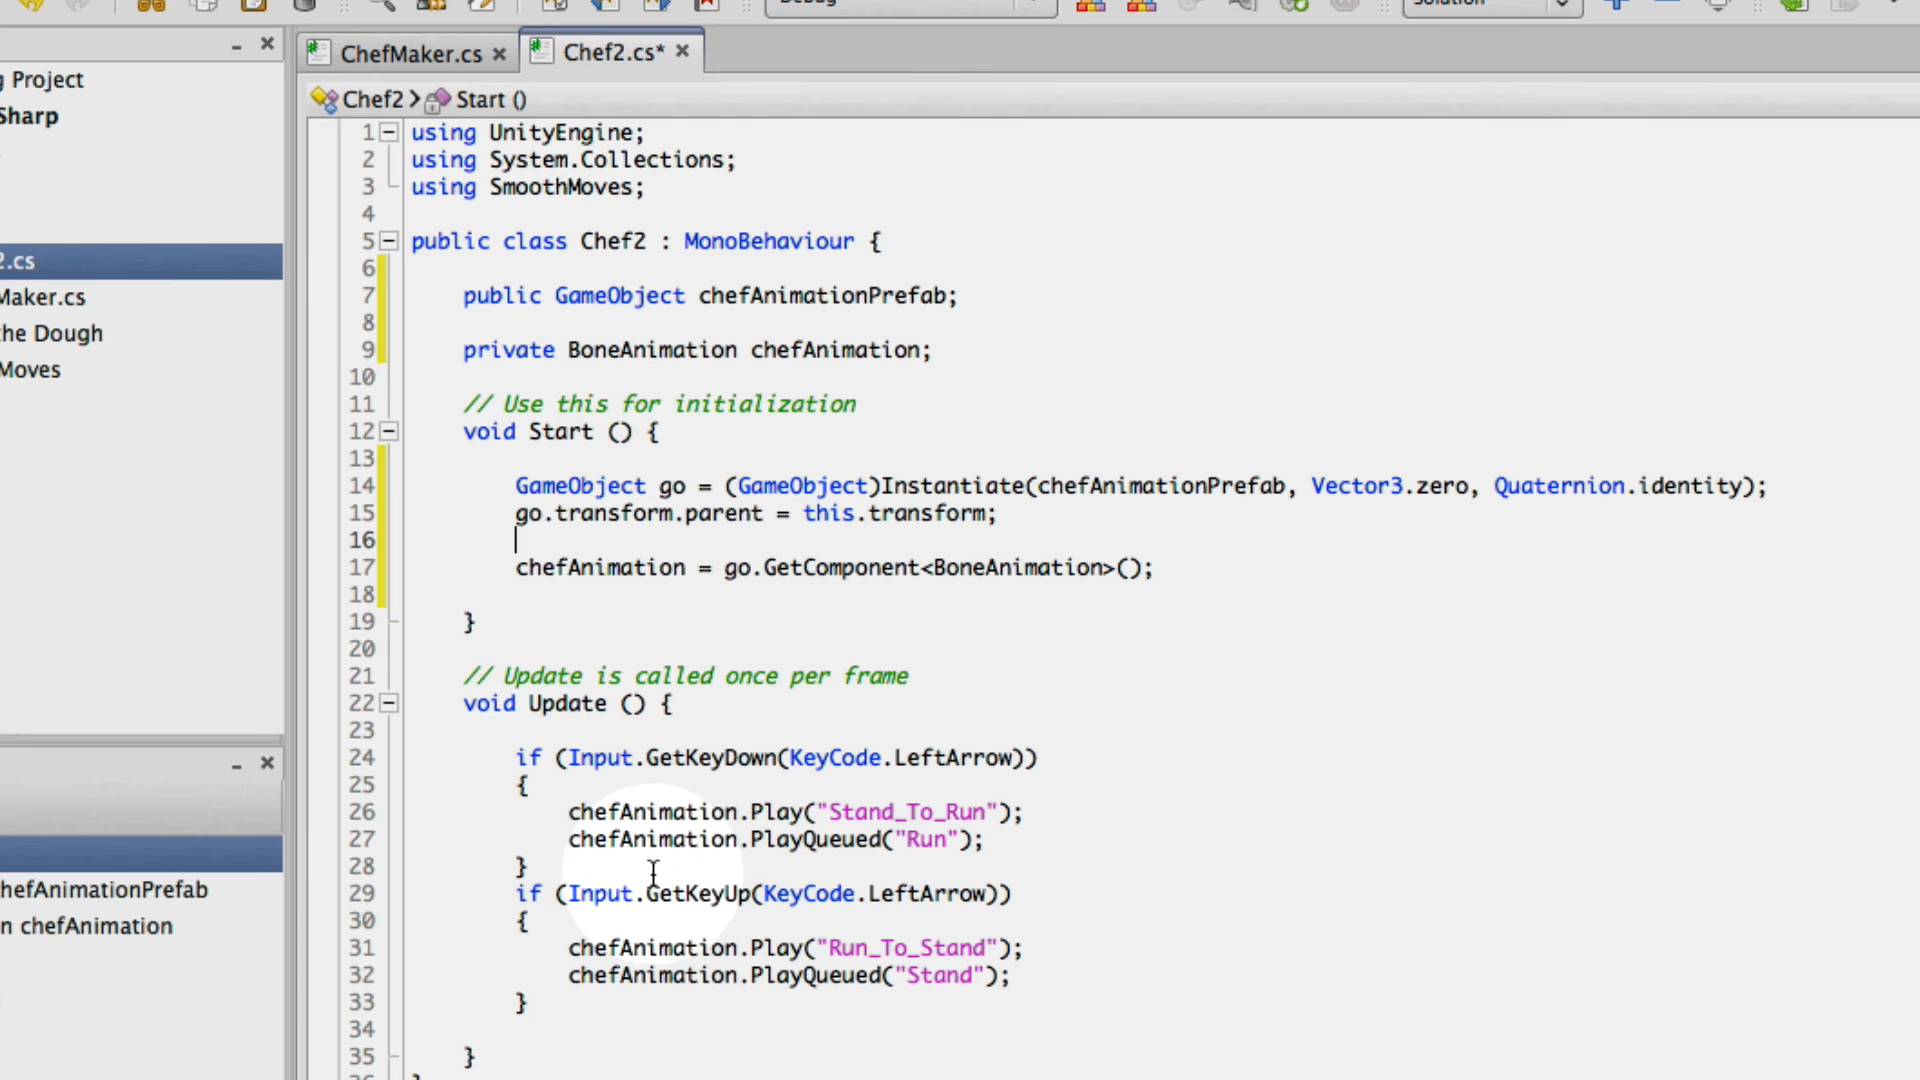 Debug
Solution
ChefMaker.cs
Chef2.cs*
g Project
Sharp
2.cs
Maker.cs
the Dough
Moves
hefAnimationPrefab
n chefAnimation
Chef2 Start ()
1 using UnityEngine;
2 using System.Collections;
3 using SmoothMoves;
4
5 public class Chef2 : MonoBehaviour {
6
7 public GameObject chefAnimationPrefab;
8
9 private BoneAnimation chefAnimation;
10
11 // Use this for initialization
12 void Start () {
13
14 GameObject go = (GameObject)Instantiate(chefAnimationPrefab, Vector3.zero, Quaternion.identity);
15 go.transform.parent = this.transform;
16
17 chefAnimation = go.GetComponent<BoneAnimation>();
18
19 }
20
21 // Update is called once per frame
22 void Update () {
23
24 if (Input.GetKeyDown(KeyCode.LeftArrow))
25 {
26 chefAnimation.Play("Stand_To_Run");
27 chefAnimation.PlayQueued("Run");
28 }
29 if (Input.GetKeyUp(KeyCode.LeftArrow))
30 {
31 chefAnimation.Play("Run_To_Stand");
32 chefAnimation.PlayQueued("Stand");
33 }
34
35 }